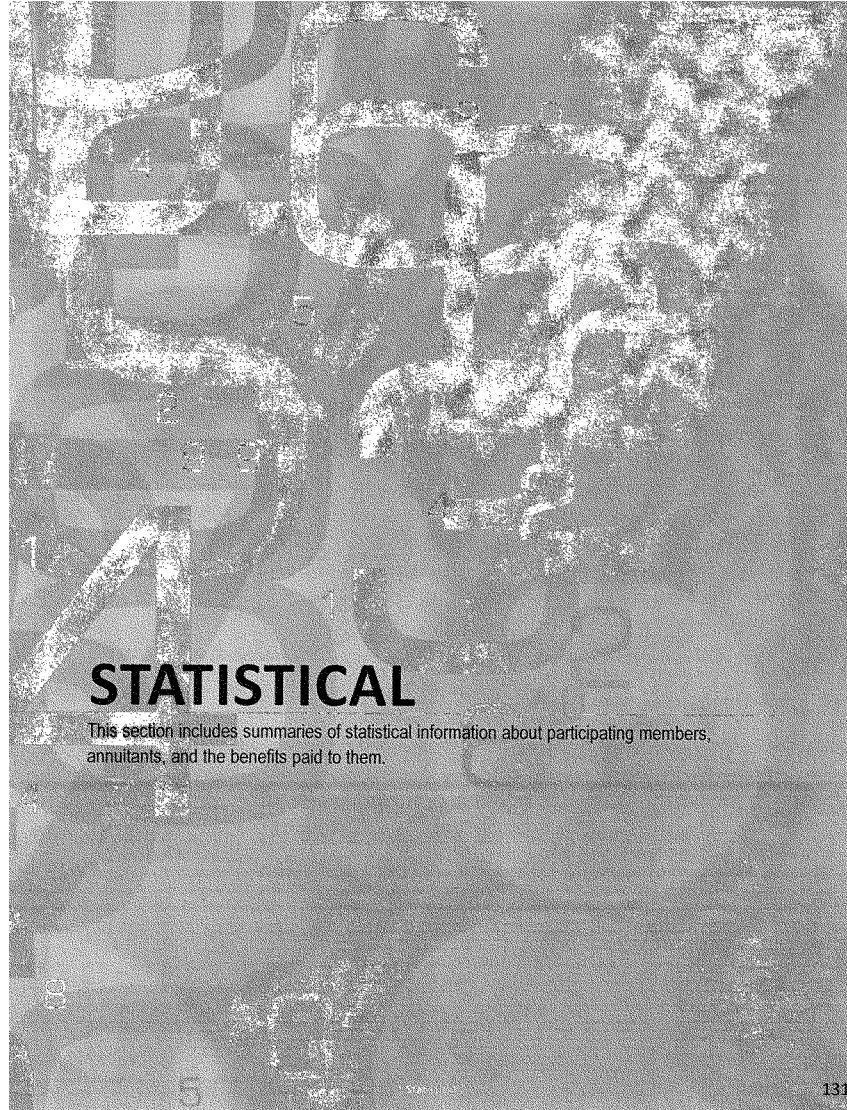 STATISTICAL
This section includes summaries of statistical information about participating members,
annuitants, and the benefits paid to them.
131